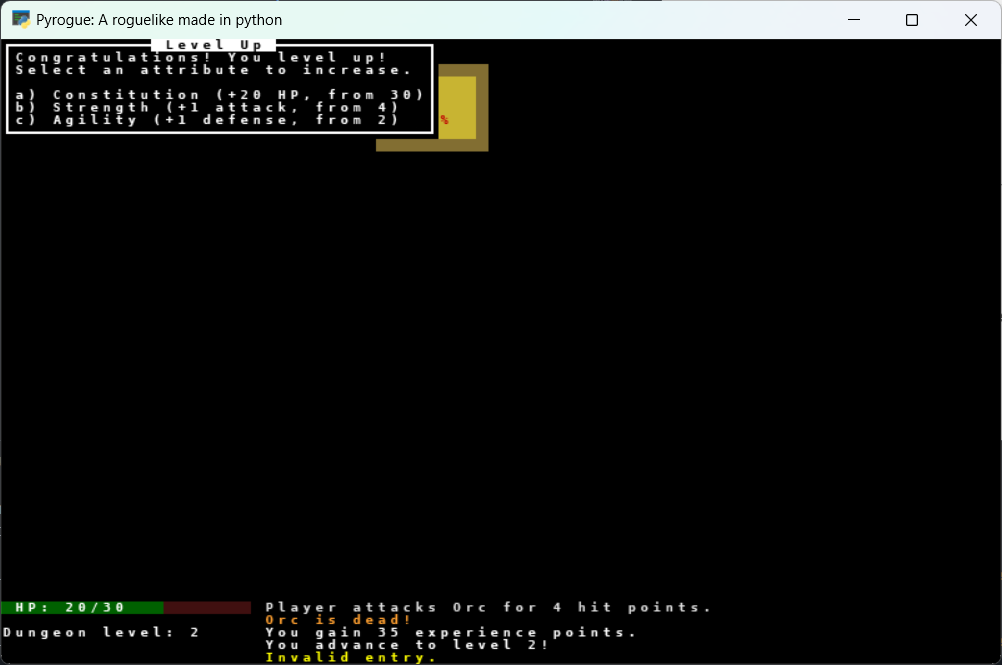 Pyrogue: A roguelike made in python
Level Up
Congratulations! You level up!
Select an attribute to increase.
a) Constitution (+20 HP, from 30)
b) Strength (+1 attack, from 4)
c) Agility (+1 defense, from 2)
%
HP: 20/30
Dungeon level: 2
Player attacks Orc for 4 hit points.
Orc is dead!
You gain 35 experience points.
You advance to level 2!
Invalid entry.